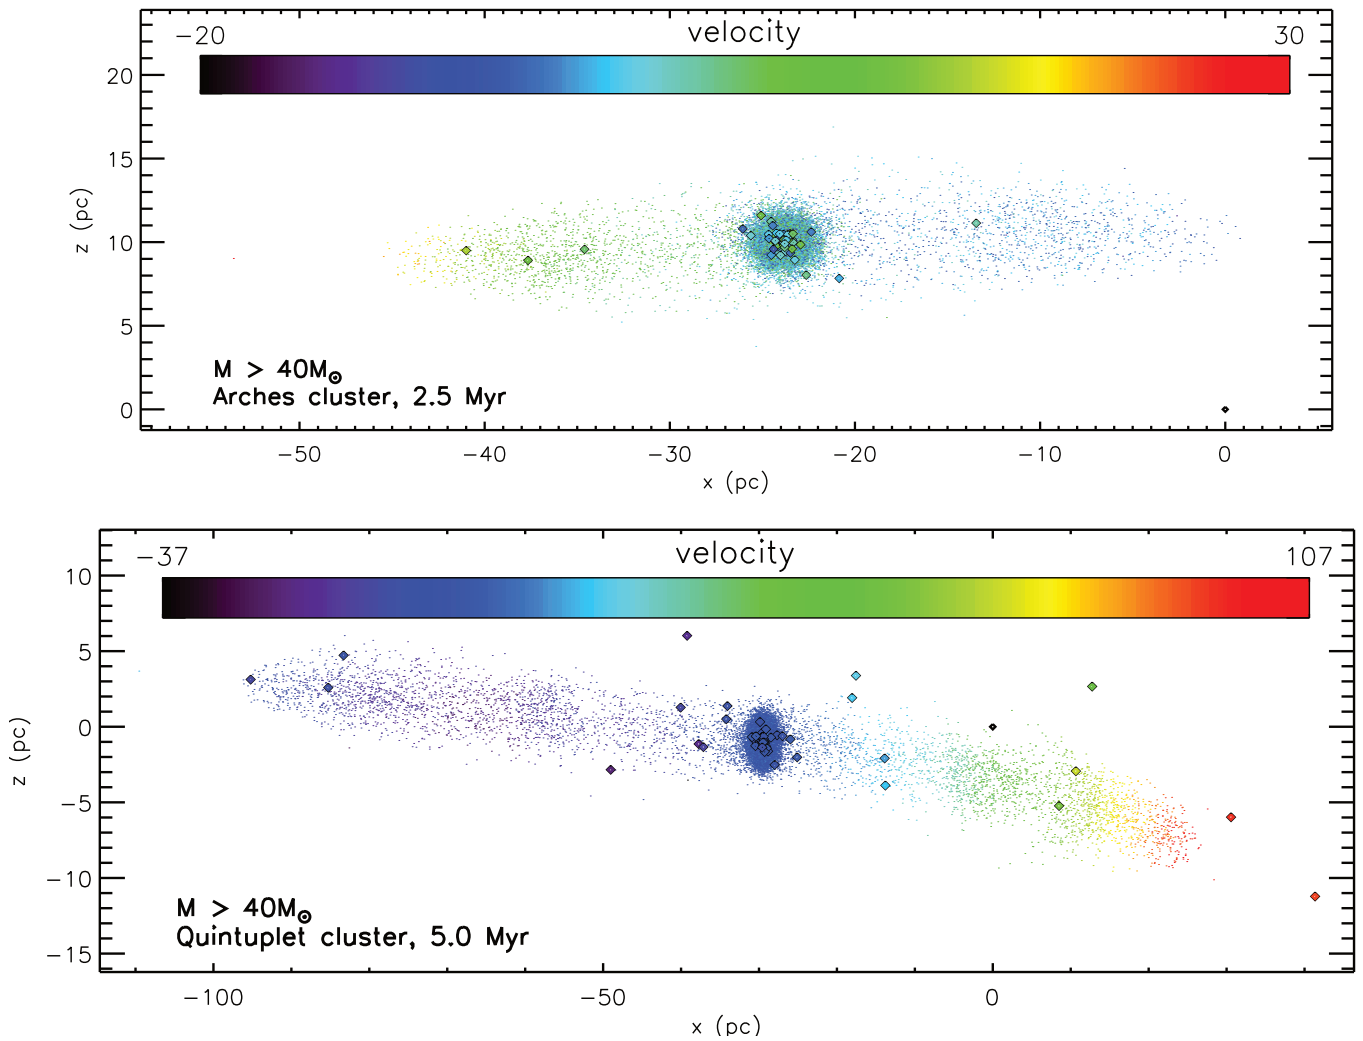 velocity
−20 30
20
15
10
5
0
z (pc)
M > 40M⊙
Arches cluster, 2.5 Myr
−50 −40 −30 −20 −10 0
x (pc)
velocity
−37 107
10
5
0
−5
−10
−15
z (pc)
M > 40M⊙
Quintuplet cluster, 5.0 Myr
−100 −50 0
x (pc)